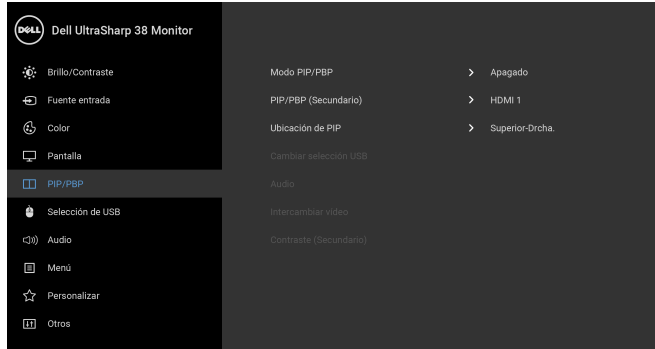 DELL Dell UltraSharp 38 Monitor
Brillo/Contraste
Modo PIP/PBP Apagado
Fuente entrada
PIP/PBP (Secundario) HDMI 1
Color
Ubicación de PIP Superior-Drcha.
Pantalla
Cambiar selección USB
PIP/PBP
Audio
Selección de USB
Intercambiar vídeo
Audio
Contraste (Secundario)
Menú
Personalizar
Otros